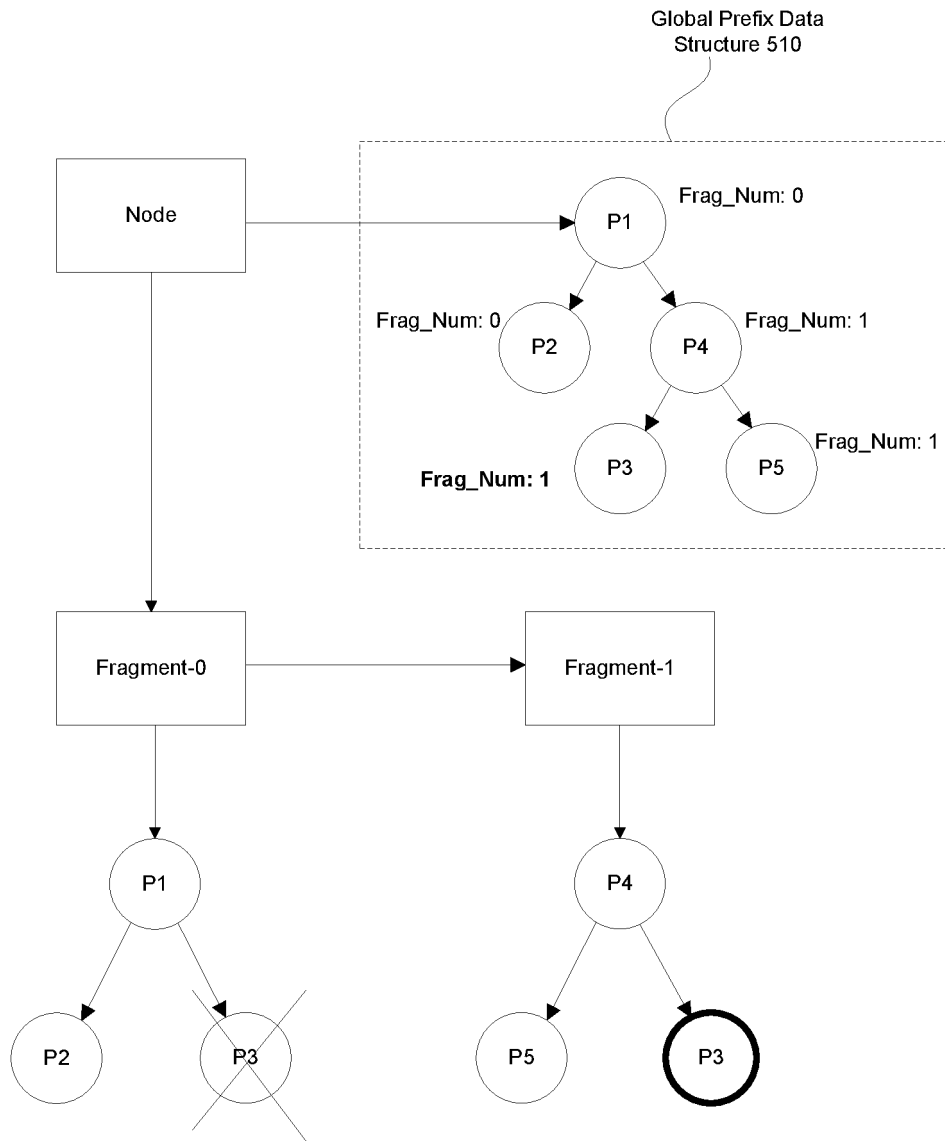 Global Prefix Data
Structure 510
Node
P1
Frag_Num: 0
Frag_Num: 0
P2
P4
Frag_Num: 1
Frag_Num: 1
P3
P5
Frag_Num: 1
Fragment-0
Fragment-1
P1
P4
P2
P3
P5
P3